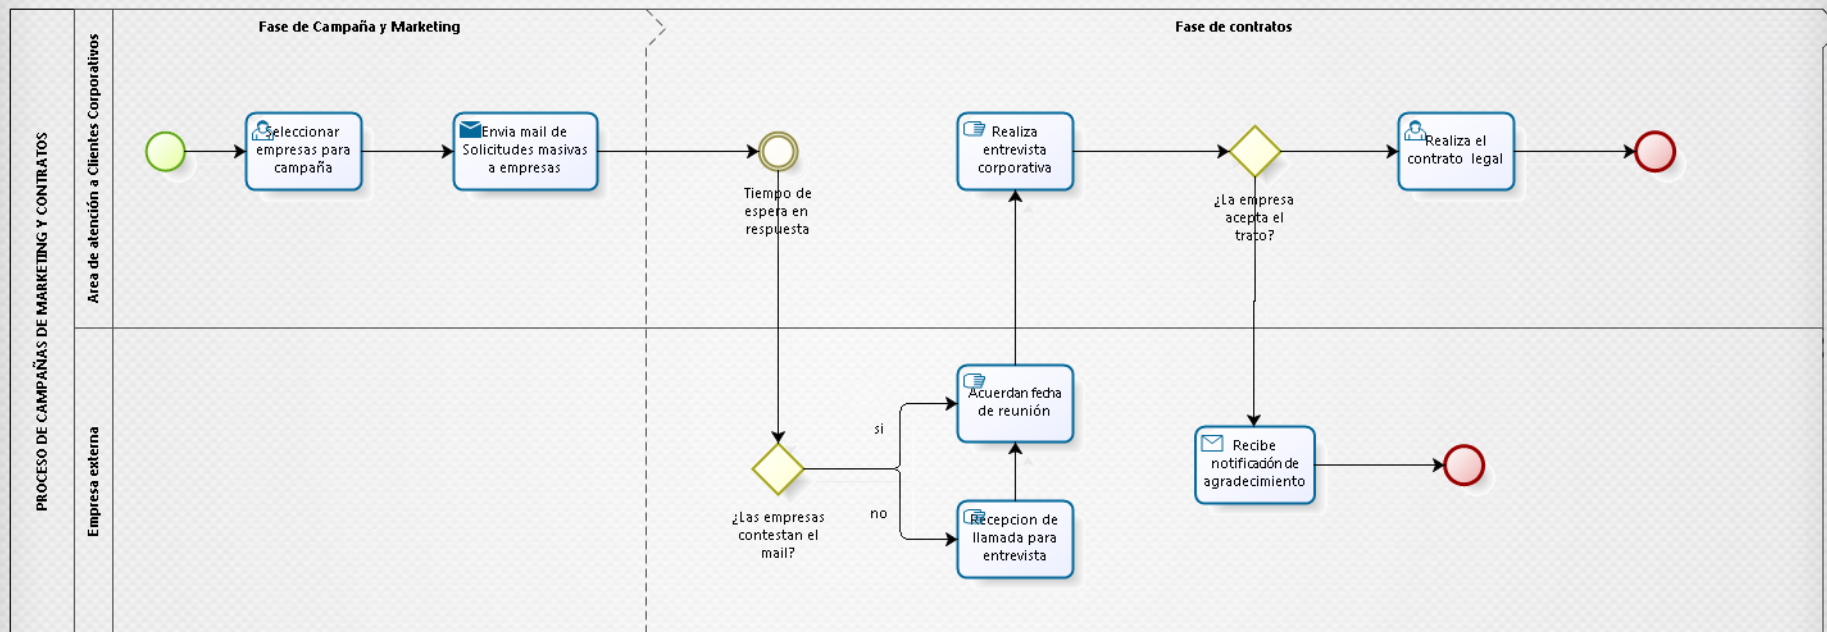 PROCESO DE CAMPAÑAS DE MARKETING Y CONTRATOS
Area de atención a Clientes Corporativos
Fase de Campaña y Marketing
Fase de contratos
Seleccionar
empresas para
campaña
Envia mail de
Solicitudes masivas
a empresas
Tiempo de
espera en
respuesta
Realiza
entrevista
corporativa
¿La empresa
acepta el
trato?
Realiza el
contrato legal
Empresa externa
¿Las empresas
contestan el
mail?
si
no
Acuerdan fecha
de reunión
Recepcion de
llamada para
entrevista
Recibe
notificación de
agradecimiento